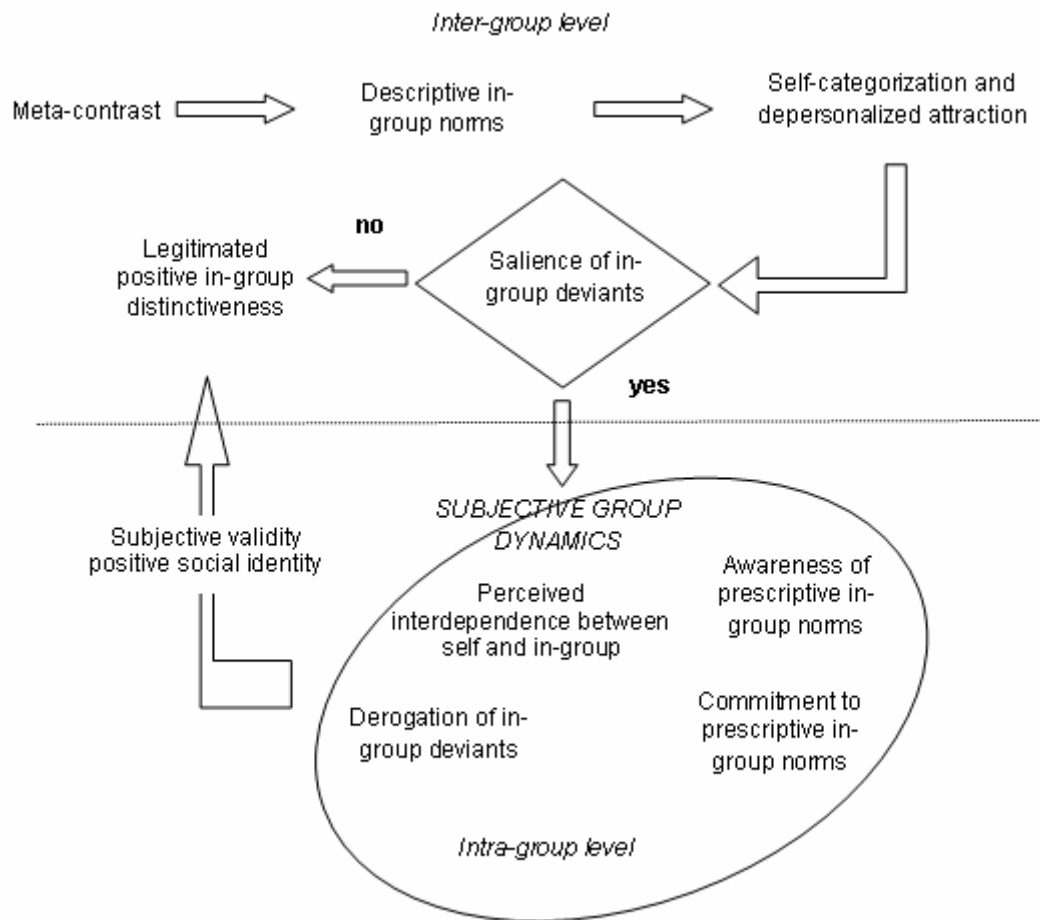 Inter-group level
Meta-contrast
Descriptive in-
group norms
Self-categorization and
depersonalized attraction
no
Legitimated
positive in-group
distinctiveness
Salience of in-
group deviants
yes
SUBJECTIVE GROUP
DYNAMICS
Subjective validity
positive social identity
Perceived
interdependence between
self and in-group
Awareness of
prescriptive in-
group norms
Derogation of in-
group deviants
Commitment to
prescriptive in-
group norms
Intra-group level